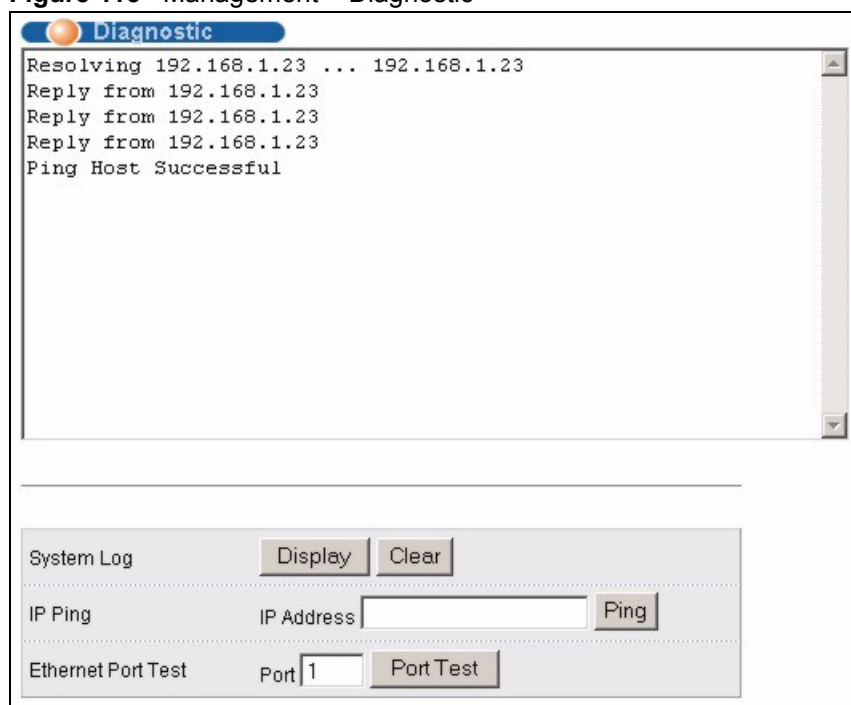 Diagnostic
Resolving 192.168.1.23 ... 192.168.1.23
Reply from 192.168.1.23
Reply from 192.168.1.23
Reply from 192.168.1.23
Ping Host Successful
System Log Display Clear
IP Ping IP Address Ping
Ethernet Port Test Port 1 Port Test